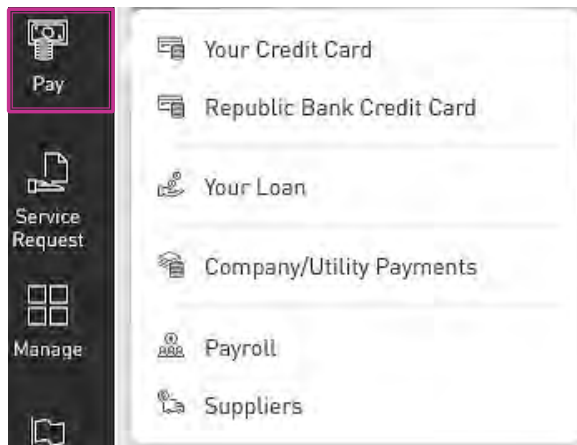 Pay
Service
Request
Manage
Your Credit Card
Republic Bank Credit Card
Your Loan
Company/Utility Payments
Payroll
Suppliers